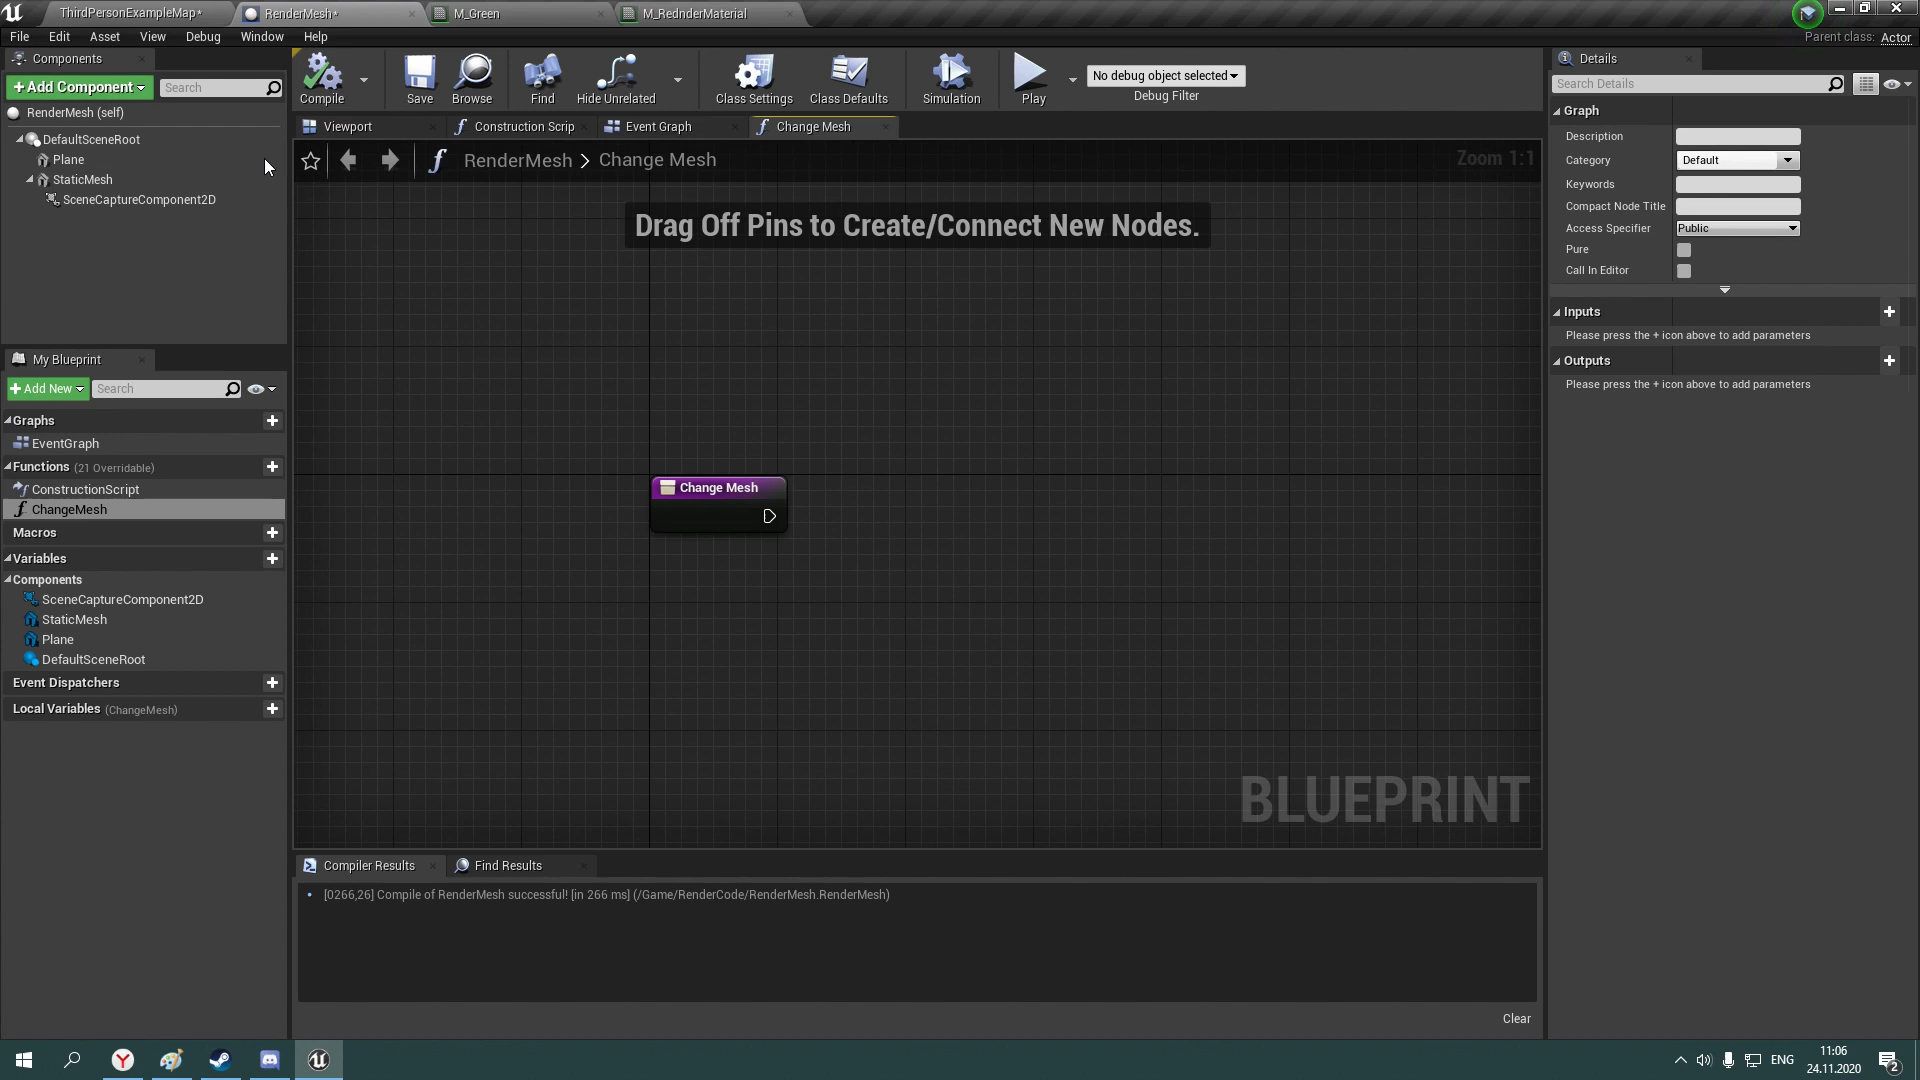 ThirdPersonExampleMap*
RenderMesh*
M_Green
M_RednderMaterial
File
Edit
Asset
View
Debug
Window
Help
Parent class: Actor
Components
+ Add Component
Search
RenderMesh (self)
DefaultSceneRoot
Plane
StaticMesh
SceneCaptureComponent2D
Compile
Save
Browse
Find
Hide Unrelated
Class Settings
Class Defaults
Simulation
Play
No debug object selected
Debug Filter
Viewport
Construction Scrip
Event Graph
Change Mesh
RenderMesh > Change Mesh
Zoom 1:1
Drag Off Pins to Create/Connect New Nodes.
Change Mesh
BLUEPRINT
My Blueprint
+ Add New
Search
Graphs
EventGraph
Functions (21 Overridable)
ConstructionScript
ChangeMesh
Macros
Variables
Components
SceneCaptureComponent2D
StaticMesh
Plane
DefaultSceneRoot
Event Dispatchers
Local Variables (ChangeMesh)
Compiler Results
Find Results
• [0266,26] Compile of RenderMesh successful! [in 266 ms] (/Game/RenderCode/RenderMesh.RenderMesh)
Clear
Details
Search Details
Graph
Description
Category
Default
Keywords
Compact Node Title
Access Specifier
Public
Pure
Call In Editor
Inputs
Please press the + icon above to add parameters
Outputs
Please press the + icon above to add parameters
ENG
11:06
24.11.2020
2